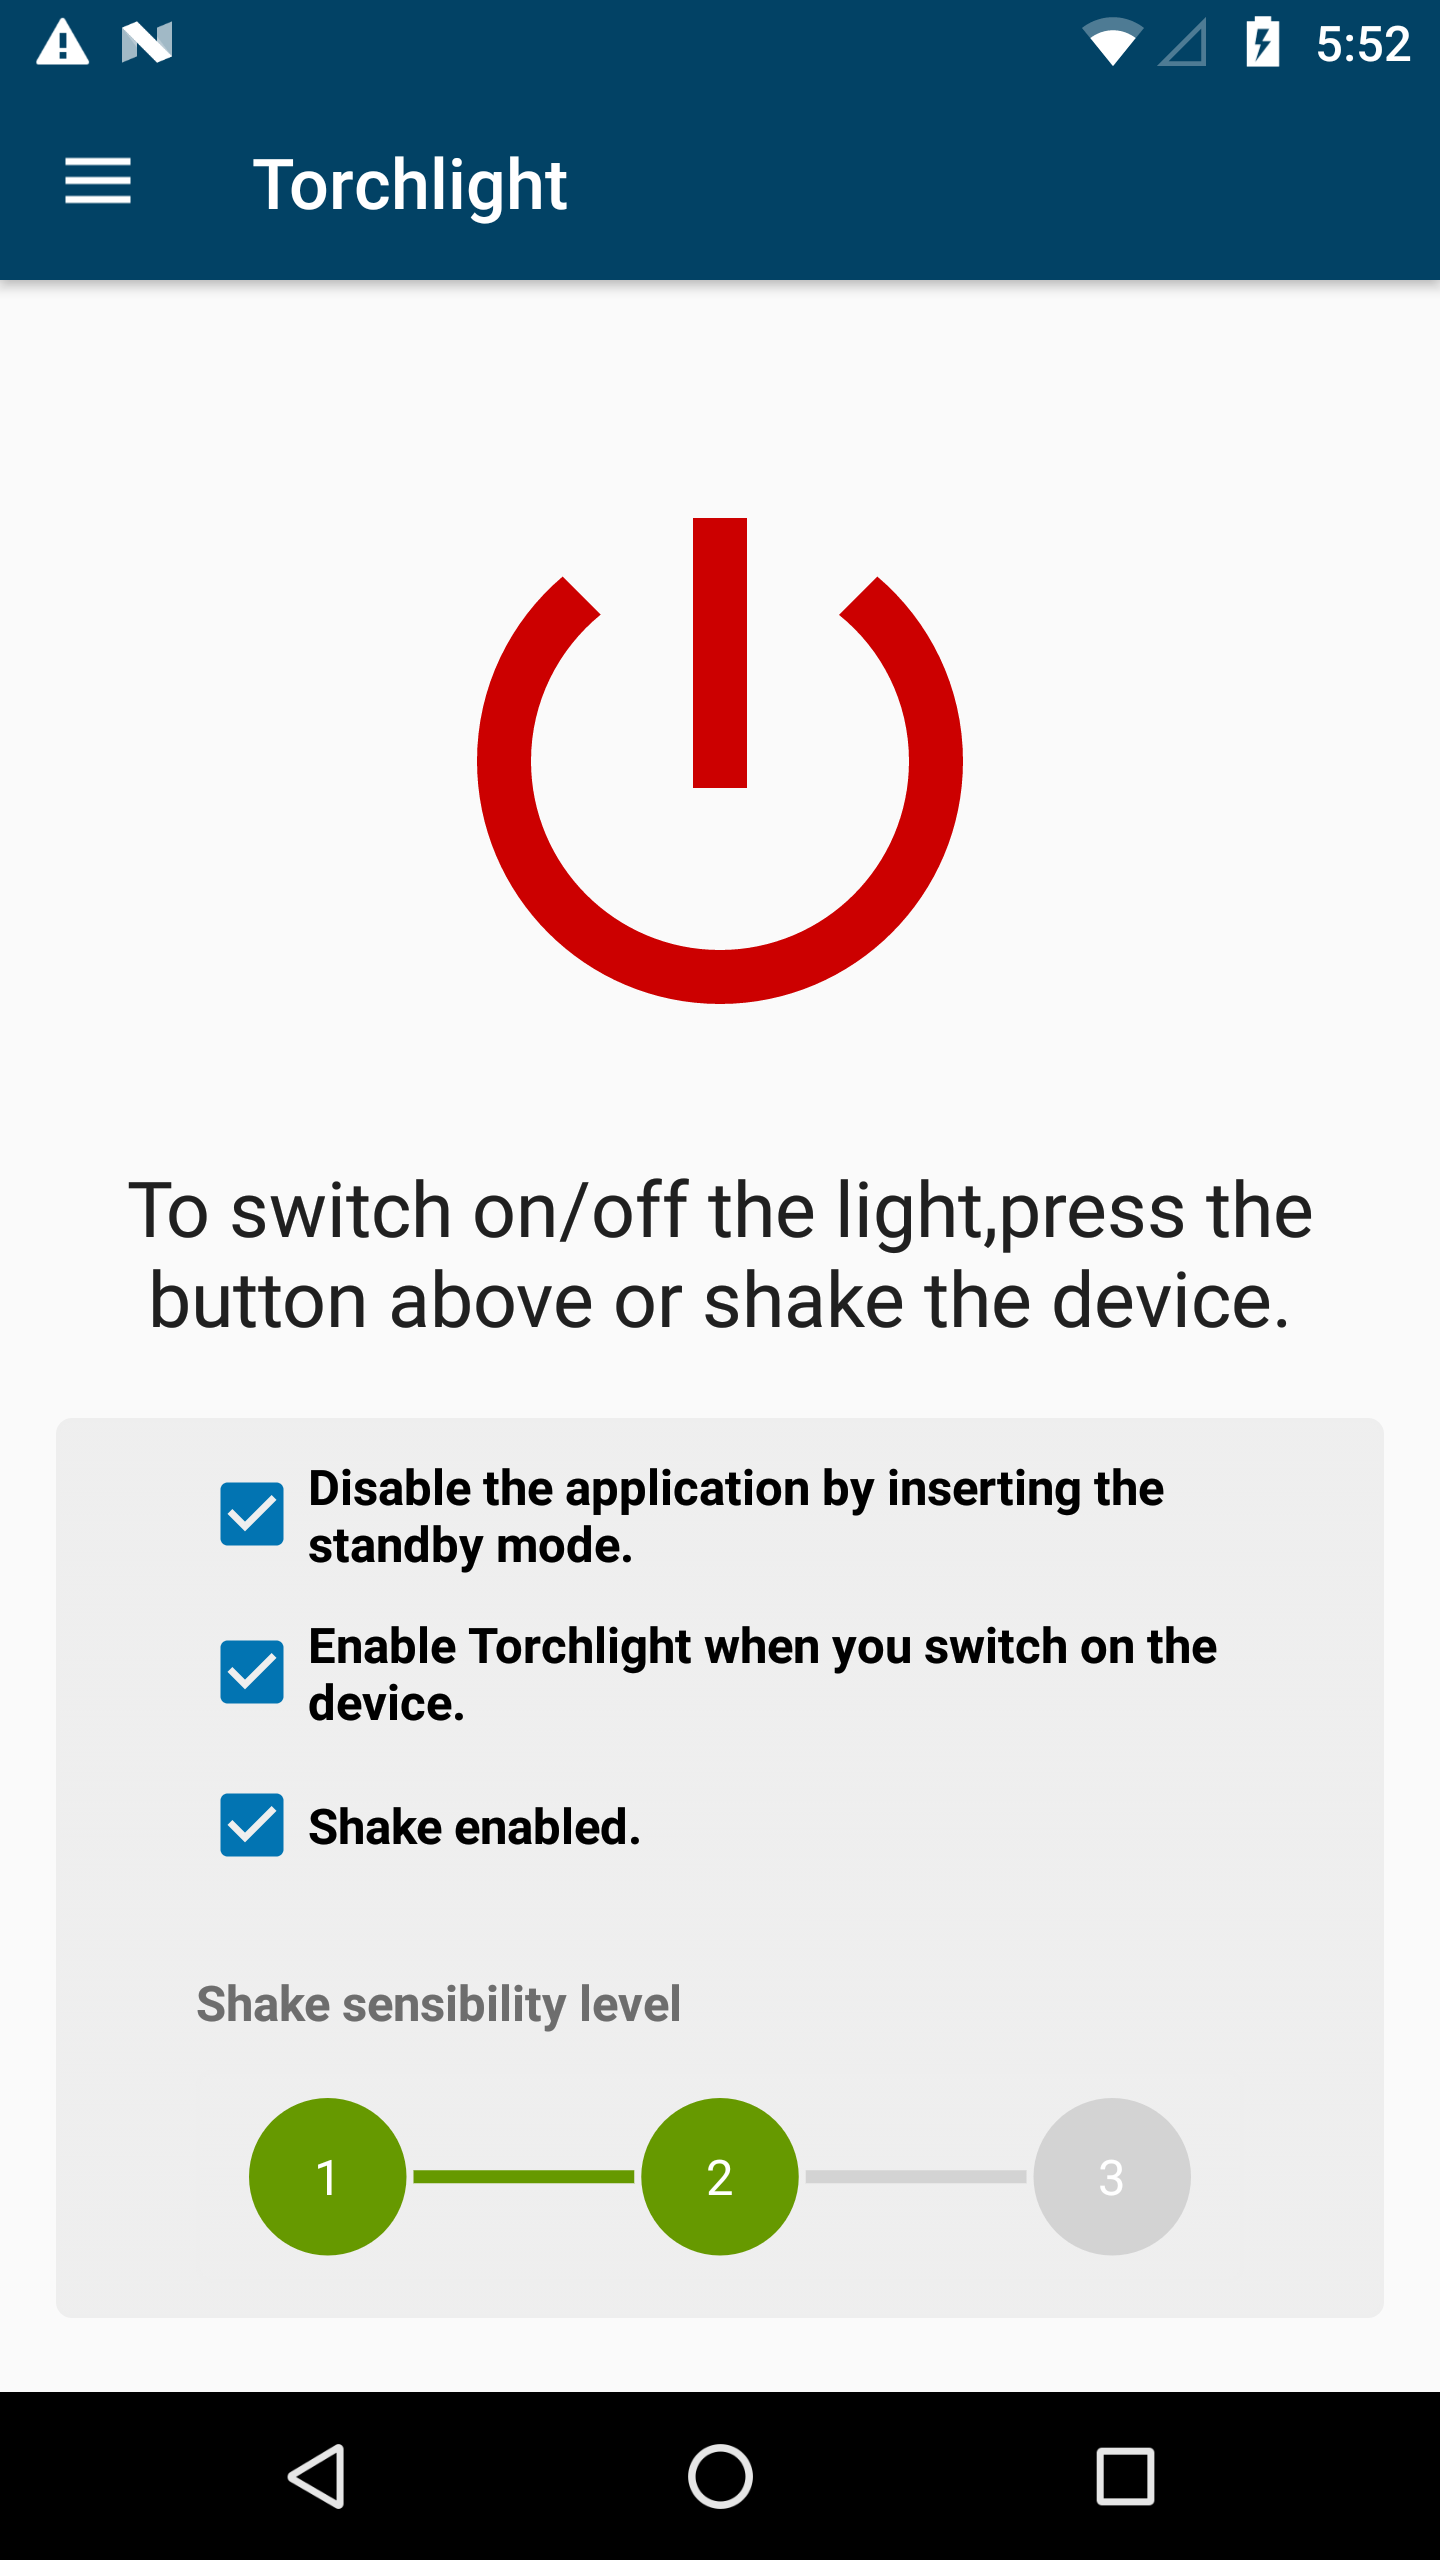 5:52
Torchlight
To switch on/off the light,press the
button above or shake the device.
Disable the application by inserting the
standby mode.
Enable Torchlight when you switch on the
device.
Shake enabled.
Shake sensibility level
1 2 3